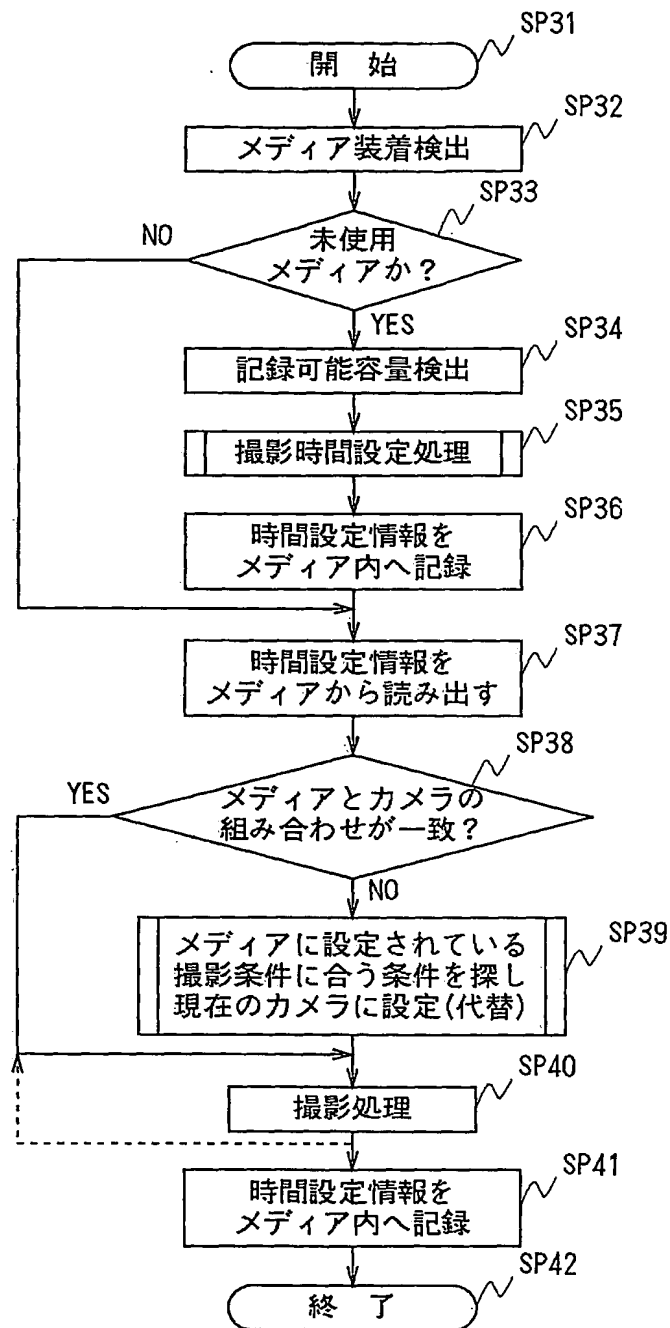 SP31
開 始
SP32
メディア装着検出
SP33
NO
未使用
メディアか？
YES
SP34
記録可能容量検出
SP35
撮影時間設定処理
SP36
時間設定情報を
メディア内へ記録
SP37
時間設定情報を
メディアから読み出す
SP38
YES
メディアとカメラの
組み合わせが一致？
NO
SP39
メディアに設定されている
撮影条件に合う条件を探し
現在のカメラに設定(代替)
SP40
撮影処理
SP41
時間設定情報を
メディア内へ記録
SP42
終 了